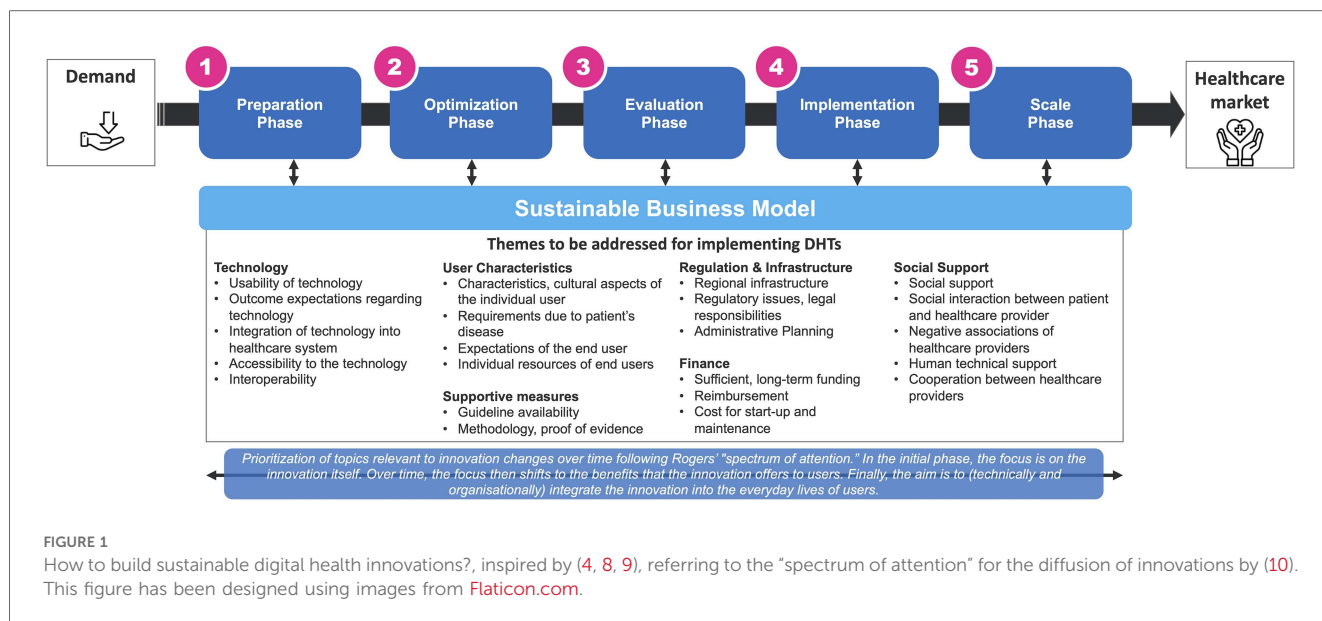 Demand
1
Preparation
Phase
2
Optimization
Phase
3
Evaluation
Phase
4
Implementation
Phase
5
Scale
Phase
Healthcare
market
Sustainable Business Model
Themes to be addressed for implementing DHTs
Technology
• Usability of technology
• Outcome expectations regarding
technology
• Integration of technology into
healthcare system
• Accessibility to the technology
• Interoperability
User Characteristics
• Characteristics, cultural aspects of
the individual user
• Requirements due to patient's
disease
• Expectations of the end user
• Individual resources of end users
Supportive measures
• Guideline availability
• Methodology, proof of evidence
Regulation & Infrastructure
• Regional infrastructure
• Regulatory issues, legal
responsibilities
• Administrative Planning
Finance
• Sufficient, long-term funding
• Reimbursement
• Cost for start-up and
maintenance
Social Support
• Social support
• Social interaction between patient
and healthcare provider
• Negative associations of
healthcare providers
• Human technical support
• Cooperation between healthcare
providers
Prioritization of topics relevant to innovation changes over time following Rogers' "spectrum of attention." In the initial phase, the focus is on the
innovation itself. Over time, the focus then shifts to the benefits that the innovation offers to users. Finally, the aim is to (technically and
organisationally) integrate the innovation into the everyday lives of users.
FIGURE 1
How to build sustainable digital health innovations?, inspired by (4, 8, 9), referring to the "spectrum of attention" for the diffusion of innovations by (10).
This figure has been designed using images from Flaticon.com.